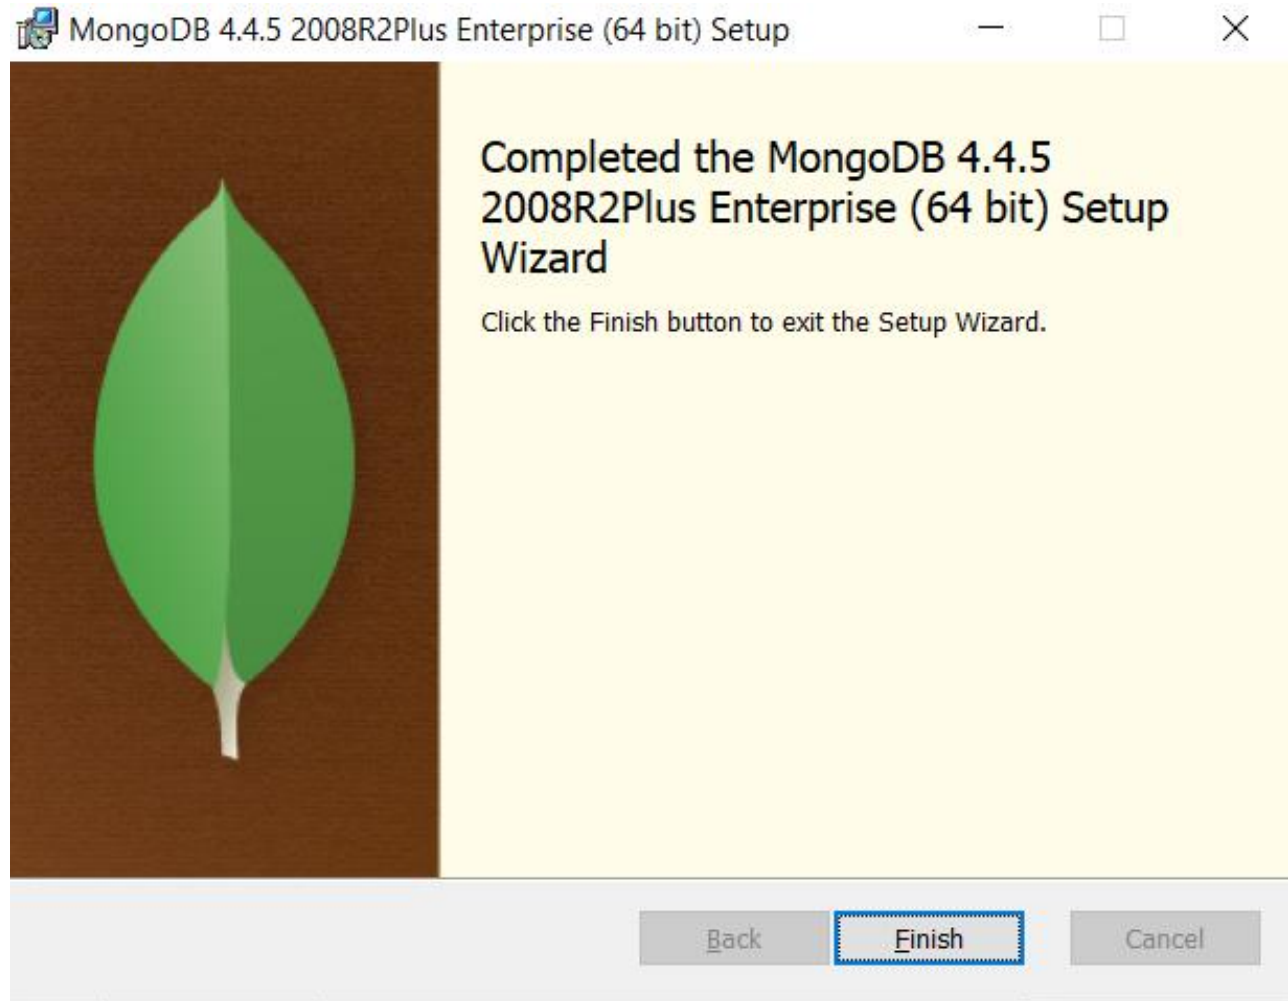 MongoDB 4.4.5 2008R2Plus Enterprise (64 bit) Setup
Completed the MongoDB 4.4.5
2008R2Plus Enterprise (64 bit) Setup
Wizard
Click the Finish button to exit the Setup Wizard.
Back Finish Cancel